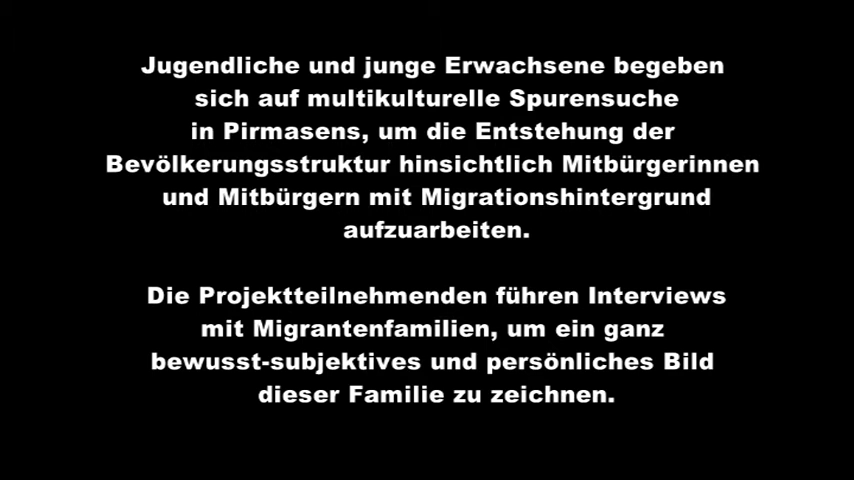 Jugendliche und junge Erwachsene begeben
sich auf multikulturelle Spurensuche
in Pirmasens, um die Entstehung der
Bevölkerungsstruktur hinsichtlich Mitbürgerinnen
und Mitbürgern mit Migrationshintergrund
aufzuarbeiten.
Die Projektteilnehmenden führen Interviews
mit Migrantenfamilien, um ein ganz
bewusst-subjektives und persönliches Bild
dieser Familie zu zeichnen.